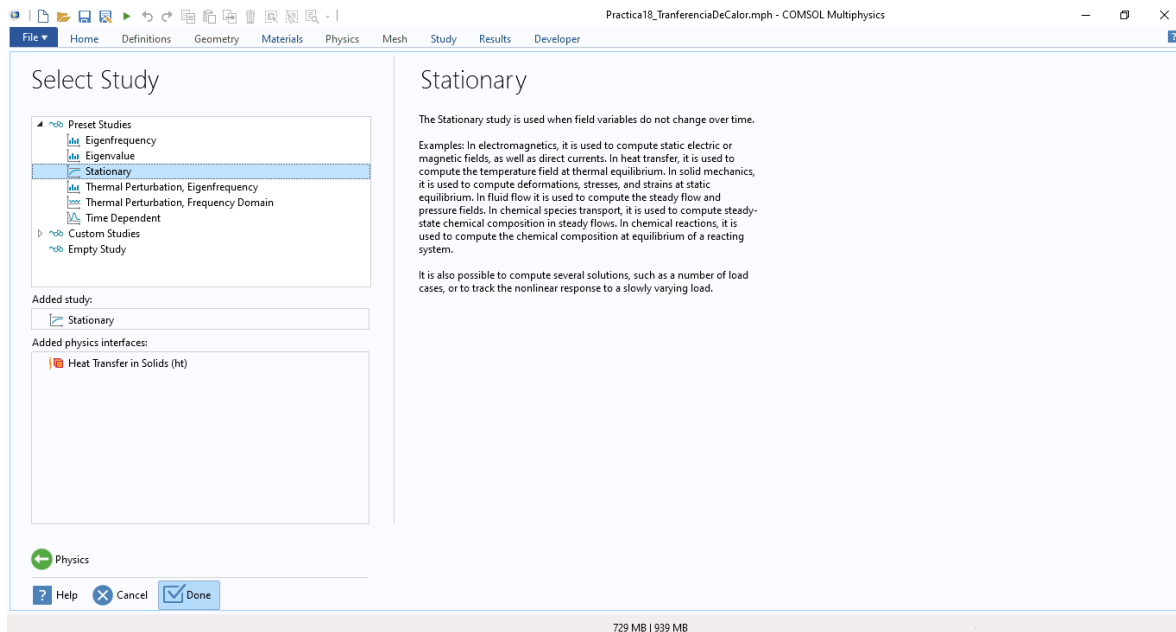 Practica18_TranferenciaDeCalor.mph - COMSOL Multiphysics
File Home Definitions Geometry Materials Physics Mesh Study Results Developer
Select Study
Preset Studies
Eigenfrequency
Eigenvalue
Stationary
Thermal Perturbation, Eigenfrequency
Thermal Perturbation, Frequency Domain
Time Dependent
Custom Studies
Empty Study
Added study:
Stationary
Added physics interfaces:
Heat Transfer in Solids (ht)
Physics
? Help Cancel Done
Stationary
The Stationary study is used when field variables do not change over time.
Examples: In electromagnetics, it is used to compute static electric or
magnetic fields, as well as direct currents. In heat transfer, it is used to
compute the temperature field at thermal equilibrium. In solid mechanics,
it is used to compute deformations, stresses, and strains at static
equilibrium. In fluid flow it is used to compute the steady flow and
pressure fields. In chemical species transport, it is used to compute steady-
state chemical composition in steady flows. In chemical reactions, it is
used to compute the chemical composition at equilibrium of a reacting
system.
It is also possible to compute several solutions, such as a number of load
cases, or to track the nonlinear response to a slowly varying load.
729 MB | 939 MB